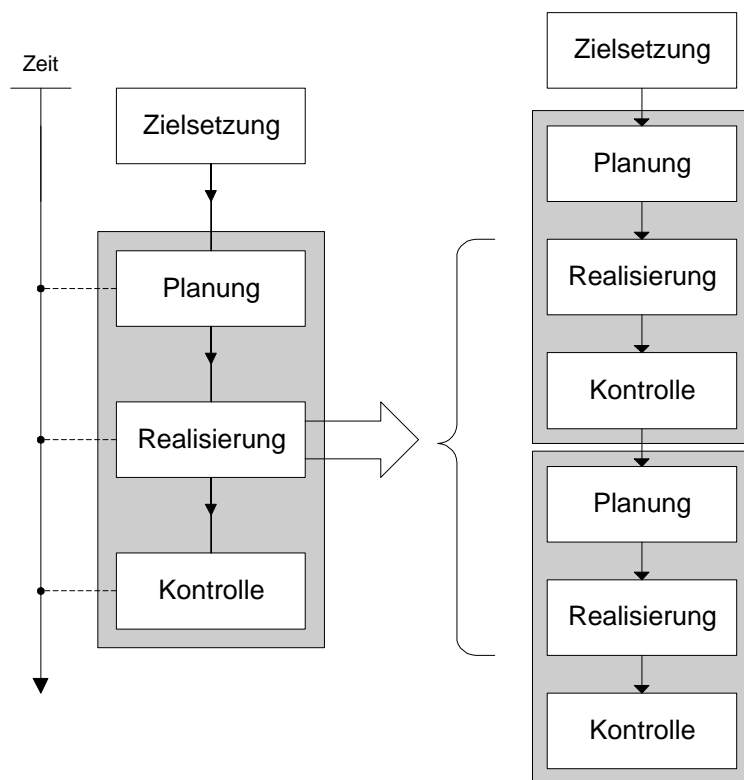 Zeit
Zielsetzung
Planung
Realisierung
Kontrolle
Zielsetzung
Planung
Realisierung
Kontrolle
Planung
Realisierung
Kontrolle